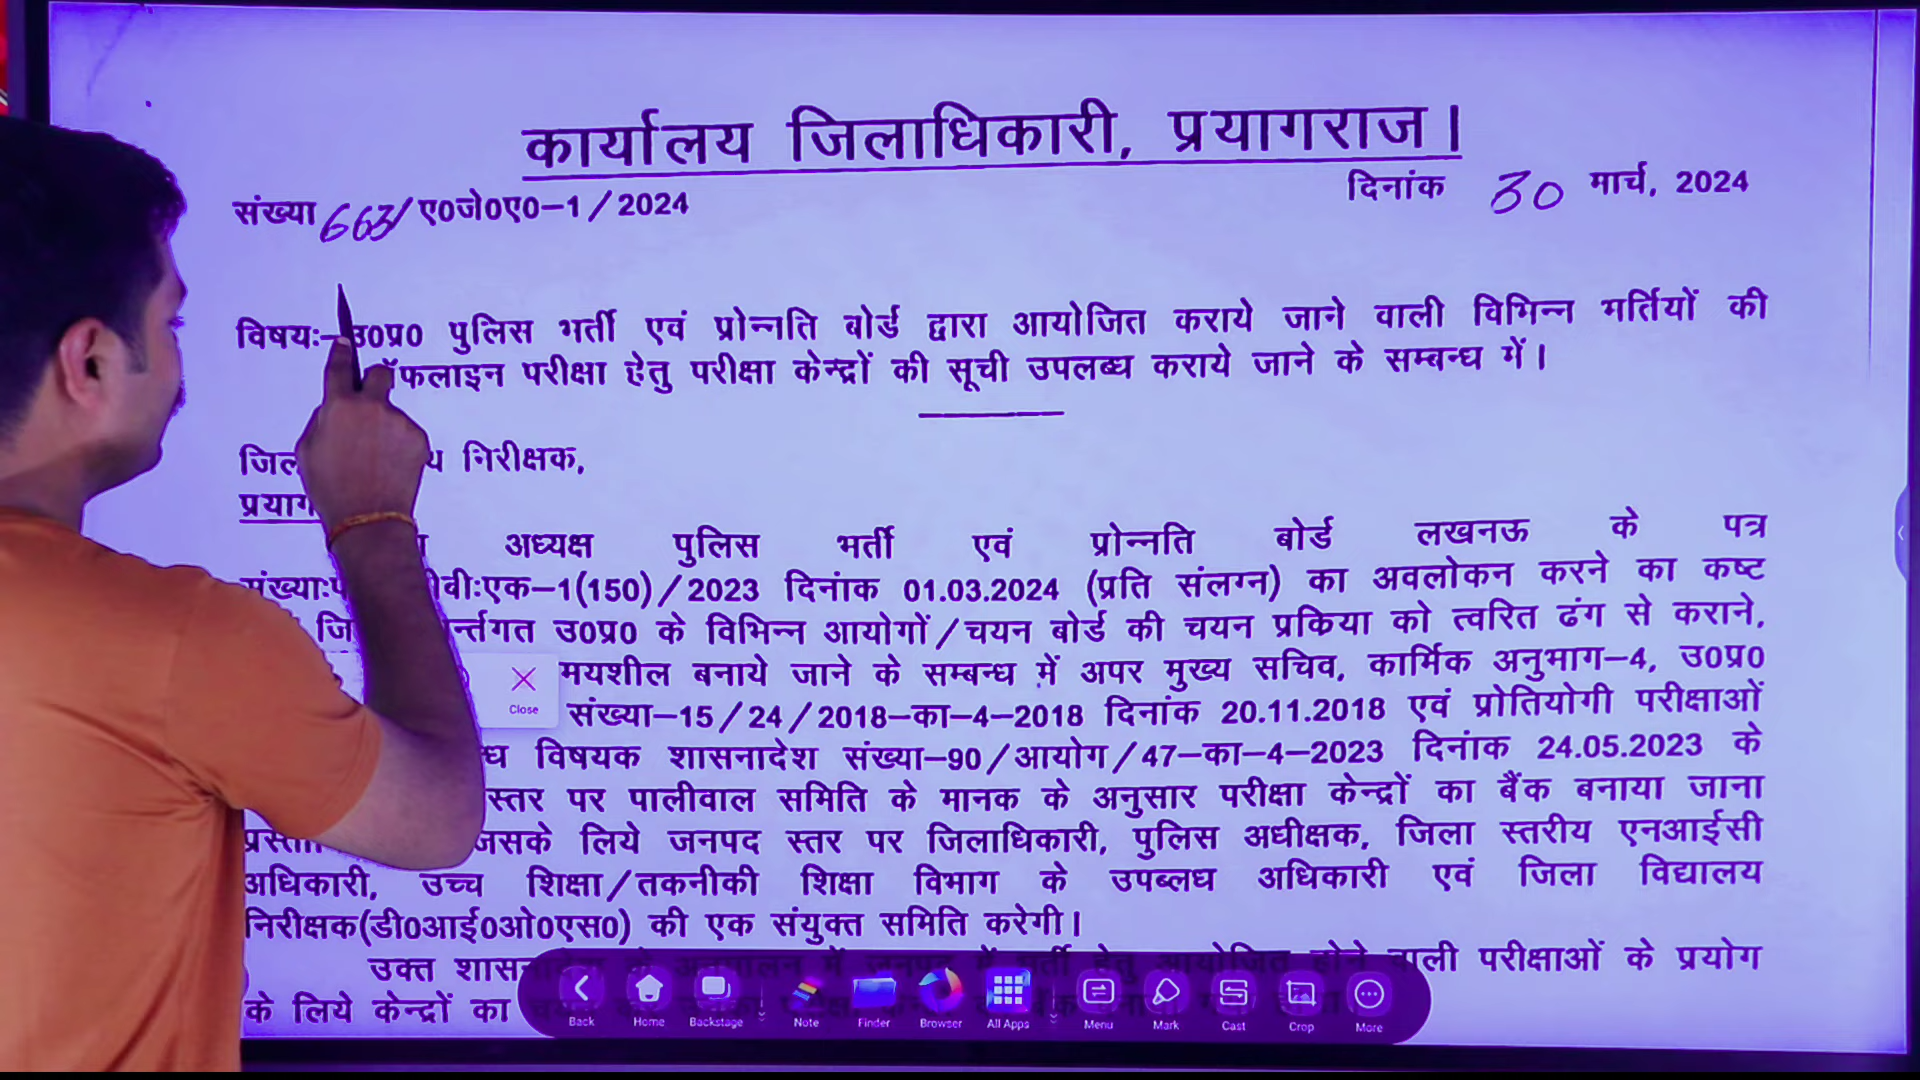 कार्यालय जिलाधिकारी, प्रयागराज।
संख्या 663/ ए0जे0ए0–1/2024 दिनांक 30 मार्च, 2024
विषयः–उ0प्र0 पुलिस भर्ती एवं प्रोन्नति बोर्ड द्वारा आयोजित कराये जाने वाली विभिन्न भर्तियों की
ऑफलाइन परीक्षा हेतु परीक्षा केन्द्रों की सूची उपलब्ध कराये जाने के सम्बन्ध में।
निरीक्षक,
अध्यक्ष पुलिस भर्ती एवं प्रोन्नति बोर्ड लखनऊ के पत्र
एक–1(150)/2023 दिनांक 01.03.2024 (प्रति संलग्न) का अवलोकन करने का कष्ट
उ0प्र0 के विभिन्न आयोगों/चयन बोर्ड की चयन प्रकिया को त्वरित ढंग से कराने,
बनाये जाने के सम्बन्ध में अपर मुख्य सचिव, कार्मिक अनुभाग–4, उ0प्र0
संख्या–15/24/2018–का–4–2018 दिनांक 20.11.2018 एवं प्रोतियोगी परीक्षाओं
विषयक शासनादेश संख्या–90/आयोग/47–का–4–2023 दिनांक 24.05.2023 के
स्तर पर पालीवाल समिति के मानक के अनुसार परीक्षा केन्द्रों का बैंक बनाया जाना
लिये जनपद स्तर पर जिलाधिकारी, पुलिस अधीक्षक, जिला स्तरीय एनआईसी
अधिकारी, उच्च शिक्षा/तकनीकी शिक्षा विभाग के उपब्लध अधिकारी एवं जिला विद्यालय
निरीक्षक(डी0आई0ओ0एस0) की एक संयुक्त समिति करेगी।
उक्त वाली परीक्षाओं के प्रयोग
के लिये केन्द्रों का
Close
Back Home Backstage Note Finder Browser All Apps Menu Mark Cast Crop More